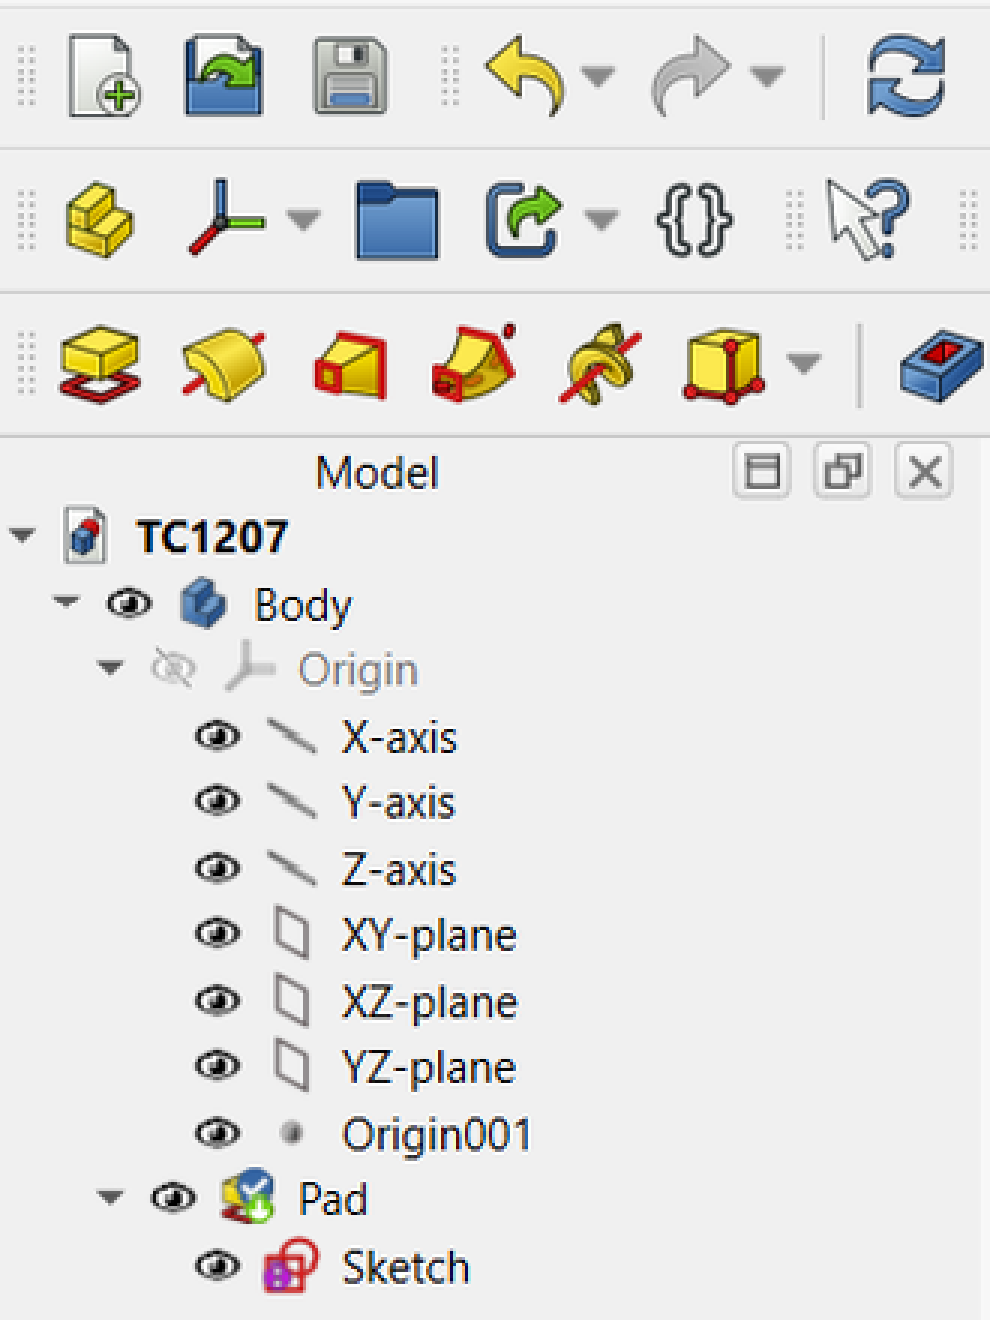 Model
TC1207
Body
Origin
X-axis
Y-axis
Z-axis
XY-plane
XZ-plane
YZ-plane
Origin001
Pad
Sketch